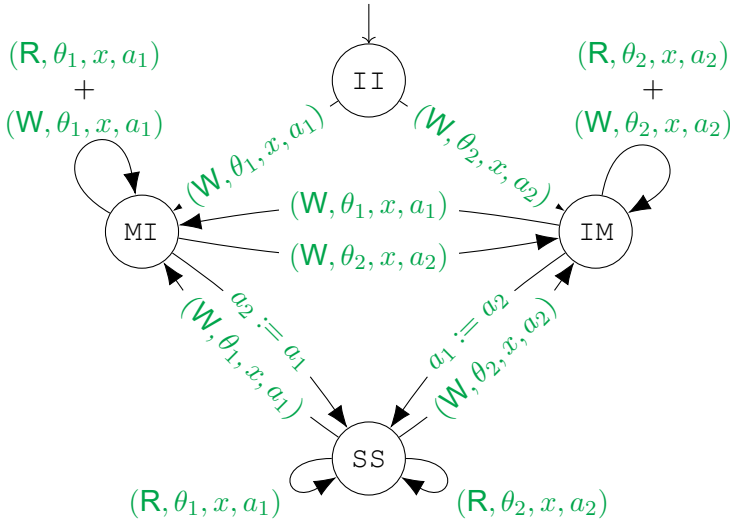 (R, θ₁, x, a₁)
+
(W, θ₁, x, a₁)
(R, θ₂, x, a₂)
+
(W, θ₂, x, a₂)
II
(W, θ₁, x, a₁)
(W, θ₂, x, a₂)
MI
(W, θ₁, x, a₁)
(W, θ₂, x, a₂)
IM
a₂ := a₁
(W, θ₁, x, a₁)
a₁ := a₂
(W, θ₂, x, a₂)
SS
(R, θ₁, x, a₁)
(R, θ₂, x, a₂)